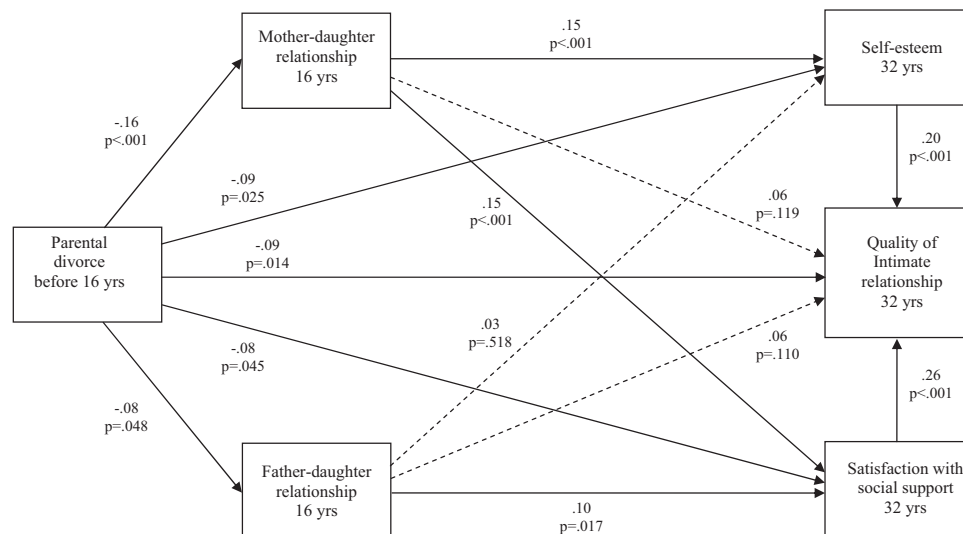 Mother-daughter
relationship
16 yrs
.15
p<.001
Self-esteem
32 yrs
-.16
p<.001
-.09
p=.025
.15
p<.001
.06
p=.119
.20
p<.001
Parental
divorce
before 16 yrs
-.09
p=.014
Quality of
Intimate
relationship
32 yrs
-.08
p=.045
.03
p=.518
.06
p=.110
.26
p<.001
-.08
p=.048
Father-daughter
relationship
16 yrs
.10
p=.017
Satisfaction with
social support
32 yrs